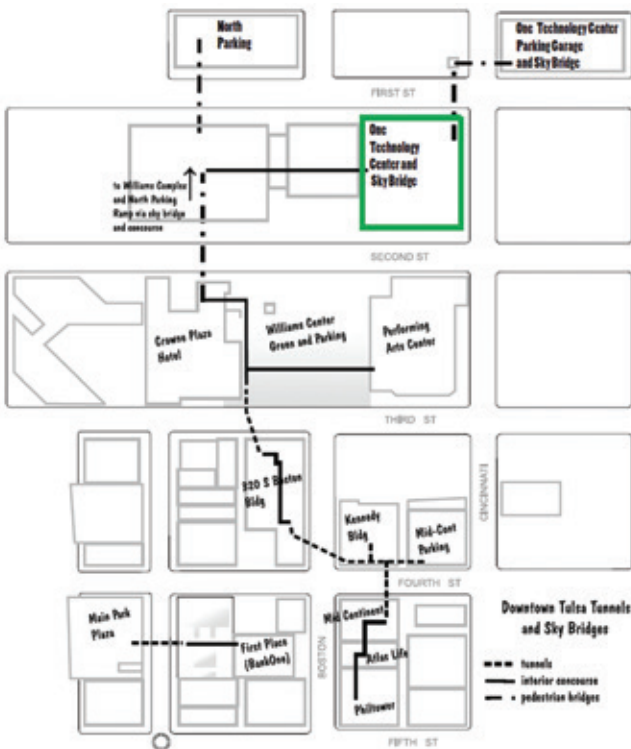 North
Parking
One Technology Center
Parking Garage
and Sky Bridge
FIRST ST
One
Technology
Center and
Sky Bridge
to Williams Complex
and North Parking
Ramp via sky bridge
and concourse
SECOND ST
Crowne Plaza
Hotel
Williams Center
Green and Parking
Performing
Arts Center
THIRD ST
320 S Boston
Bldg
Kennedy
Bldg
Mid-Cont
Parking
CINCINNATE
FOURTH ST
Main Park
Plaza
First Place
(BankOne)
BOSTON
Mid Continent
Atlas Life
Philtower
Downtown Tulsa Tunnels
and Sky Bridges
tunnels
interior concourse
pedestrian bridges
FIFTH ST